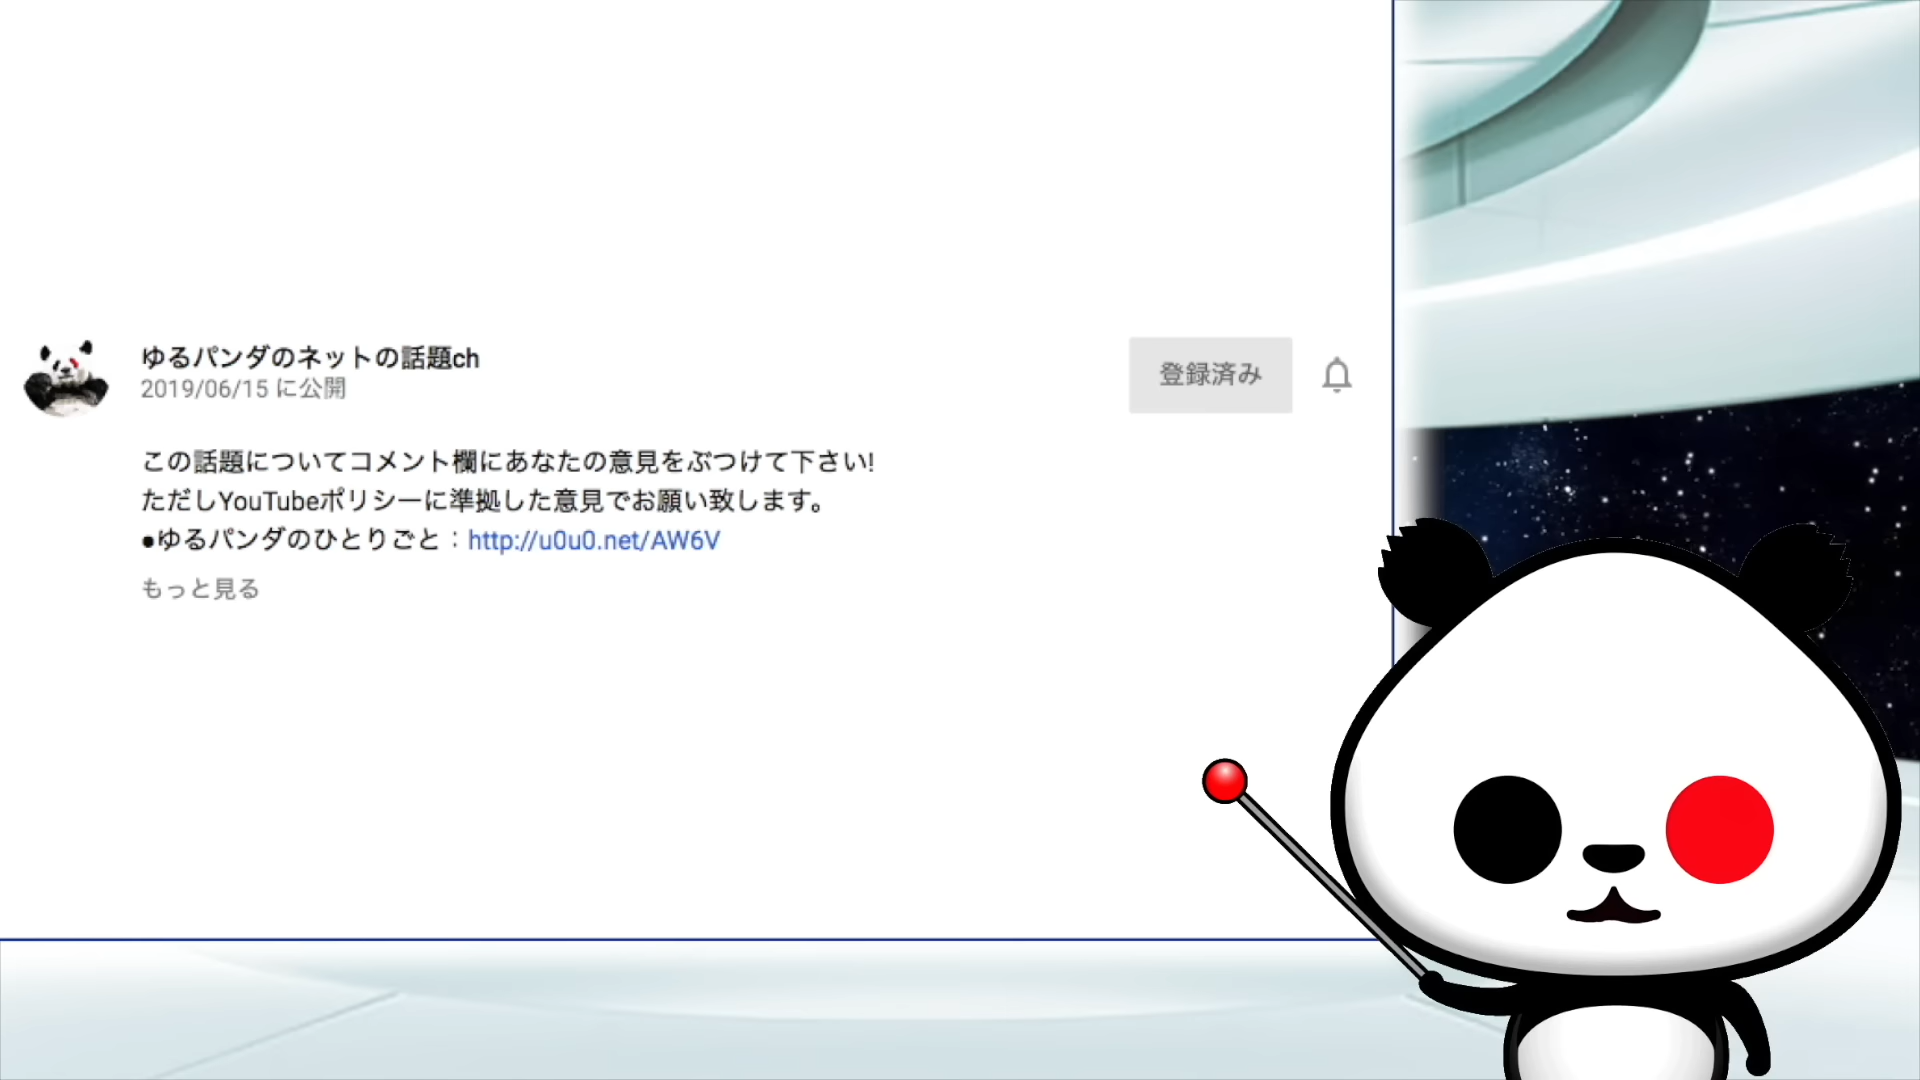 ゆるパンダのネットの話題ch
2019/06/15 に公開
登録済み
この話題についてコメント欄にあなたの意見をぶつけて下さい!
ただしYouTubeポリシーに準拠した意見でお願い致します。
●ゆるパンダのひとりごと：http://u0u0.net/AW6V
もっと見る